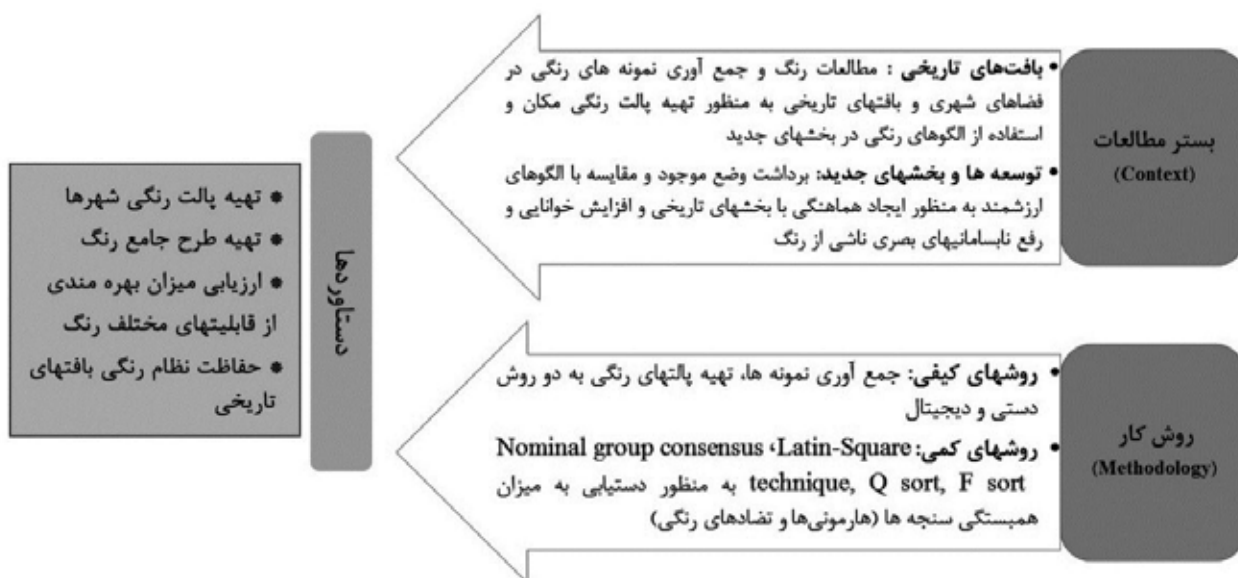 بستر مطالعات
(Context)
• بافت‌های تاریخی : مطالعات رنگ و جمع آوری نمونه های رنگی در
فضاهای شهری و بافتهای تاریخی به منظور تهیه پالت رنگی مکان و
استفاده از الگوهای رنگی در بخشهای جدید
• توسعه ها و بخشهای جدید: برداشت وضع موجود و مقایسه با الگوهای
ارزشمند به منظور ایجاد هماهنگی با بخشهای تاریخی و افزایش خوانایی و
رفع نابسامانیهای بصری ناشی از رنگ
روش کار
(Methodology)
• روشهای کیفی: جمع آوری نمونه ها، تهیه پالتهای رنگی به دو روش
دستی و دیجیتال
• روشهای کمی: Nominal group consensus ،Latin-Square
technique, Q sort, F sort به منظور دستیابی به میزان
همبستگی سنجه ها (هارمونی‌ها و تضادهای رنگی)
دستاوردها
* تهیه پالت رنگی شهرها
* تهیه طرح جامع رنگ
* ارزیابی میزان بهره مندی
از قابلیتهای مختلف رنگ
* حفاظت نظام رنگی بافتهای
تاریخی